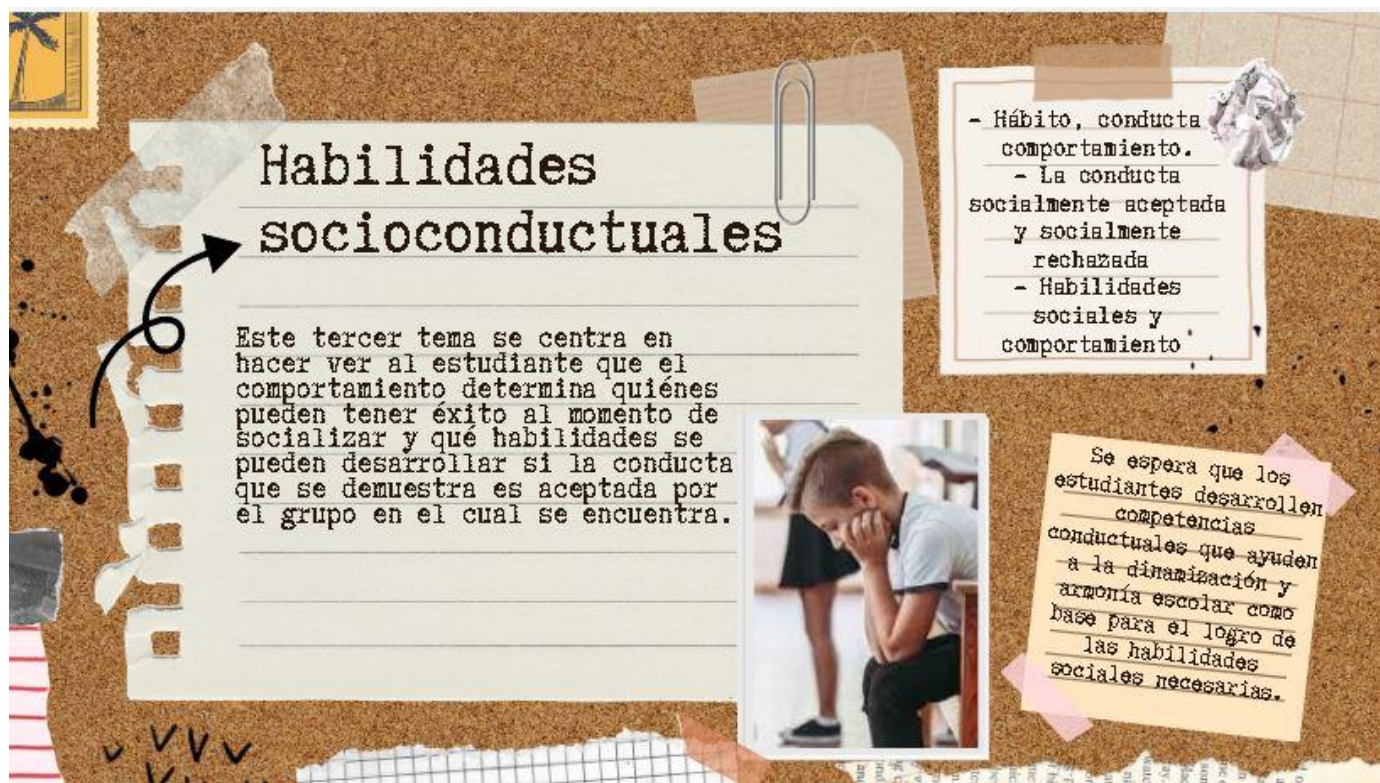 Habilidades
socioconductuales
Este tercer tema se centra en
hacer ver al estudiante que el
comportamiento determina quiénes
pueden tener éxito al momento de
socializar y qué habilidades se
pueden desarrollar si la conducta
que se demuestra es aceptada por
el grupo en el cual se encuentra.
- Hábito, conducta
comportamiento.
- La conducta
socialmente aceptada
y socialmente
rechazada
- Habilidades
sociales y
comportamiento
Se espera que los
estudiantes desarrollen
competencias
conductuales que ayuden
a la dinamización y
armonía escolar como
base para el logro de
las habilidades
sociales necesarias.